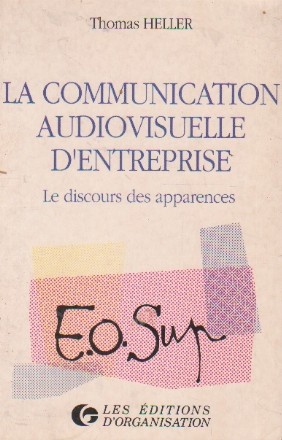 Thomas HELLER
LA COMMUNICATION
AUDIOVISUELLE
D'ENTREPRISE
Le discours des apparences
E.O. Sup
LES ÉDITIONS
D'ORGANISATION